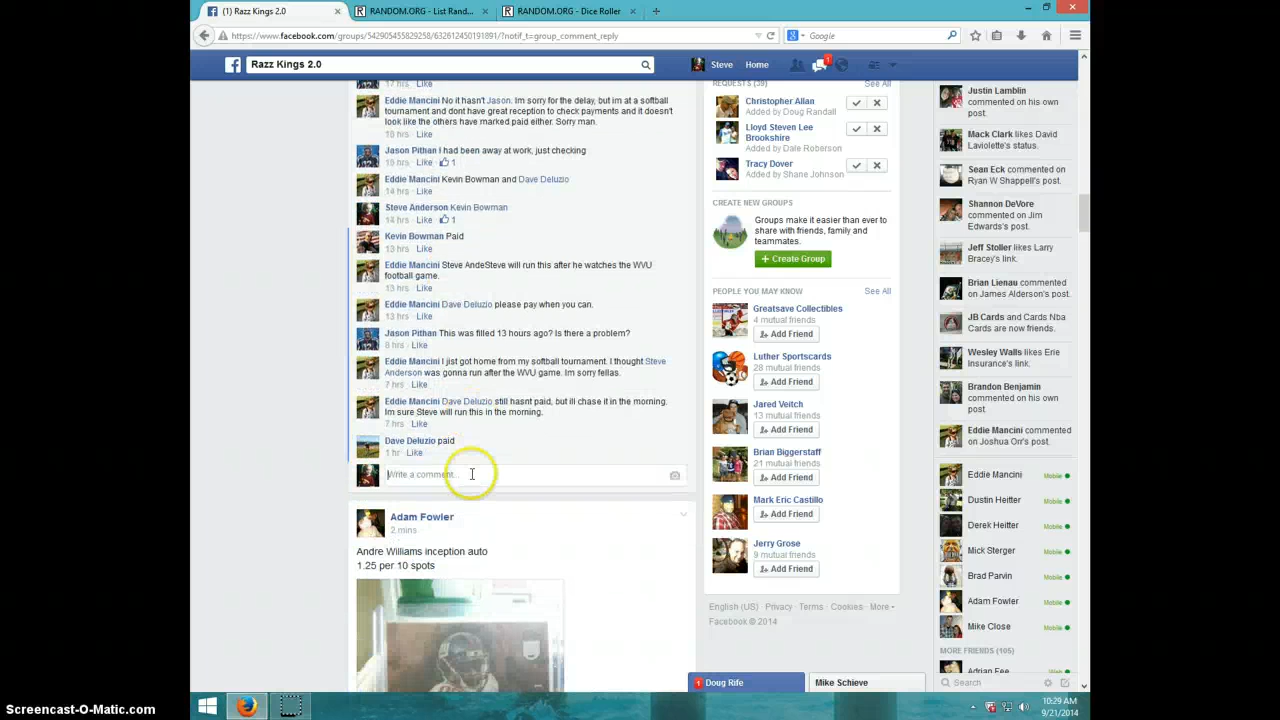 (1) Razz Kings 2.0
RANDOM.ORG - List Rand...
RANDOM.ORG - Dice Roller
https://www.facebook.com/groups/542905455829258/612612450191891/?notif_t=group_comment_reply
Google
Razz Kings 2.0
Steve
Home
1
17 hrs · Like
Eddie Mancini No it hasn't Jason. Im sorry for the delay, but im at a softball
tournament and dont have great reception to check payments and it doesn't
look like the others have marked paid either. Sorry man.
Like
Jason Pithan I had been away at work, just checking
Like · 1
Eddie Mancini Kevin Bowman and Dave Deluzio
14 hrs · Like
Steve Anderson Kevin Bowman
14 hrs · Like · 1
Kevin Bowman Paid
13 hrs · Like
Eddie Mancini Steve AndeSteve will run this after he watches the WVU
football game.
13 hrs · Like
Eddie Mancini Dave Deluzio please pay when you can.
13 hrs · Like
Jason Pithan This was filled 13 hours ago? Is there a problem?
8 hrs · Like
Eddie Mancini I jist got home from my softball tournament. I thought Steve
Anderson was gonna run after the WVU game. Im sorry fellas.
7 hrs · Like
Eddie Mancini Dave Deluzio still hasnt paid, but ill chase it in the morning.
Im sure Steve will run this in the morning.
7 hrs · Like
Dave Deluzio paid
1 hr · Like
Write a comment...
Adam Fowler
2 mins
Andre Williams inception auto
1.25 per 10 spots
REQUESTS (39)
See All
Christopher Allan
Added by Doug Randall
Lloyd Steven Lee
Brookshire
Added by Dale Roberson
Tracy Dover
Added by Shane Johnson
CREATE NEW GROUPS
Groups make it easier than ever to
share with friends, family and
teammates.
+ Create Group
PEOPLE YOU MAY KNOW
See All
Greatsave Collectibles
4 mutual friends
Add Friend
Luther Sportscards
28 mutual friends
Add Friend
Jared Veitch
13 mutual friends
Add Friend
Brian Biggerstaff
21 mutual friends
Add Friend
Mark Eric Castillo
Add Friend
Jerry Grose
9 mutual friends
Add Friend
English (US) · Privacy · Terms · Cookies · More
Facebook © 2014
Justin Lamblin
commented on his own
post.
Mack Clark likes David
Laviolette's status.
Sean Eck commented on
Ryan W Shappell's post.
Shannon DeVore
commented on Jim
Edwards's post.
Jeff Stoller likes Larry
Bracey's link.
Brian Lienau commented
on James Alderson's post.
JB Cards and Cards Nba
Cards are now friends.
Wesley Walls likes Erie
Insurance's link.
Brandon Benjamin
commented on his own
post.
Eddie Mancini commented
on Joshua Orr's post.
Eddie Mancini Mobile
Dustin Heitter Mobile
Derek Heitter Mobile
Mick Sterger Mobile
Brad Parvin Mobile
Adam Fowler Mobile
Mike Close Mobile
MORE FRIENDS (105)
Adrian Fee Web
Search
1 Doug Rife
Mike Schieve
10:29 AM
9/21/2014
Screencast-O-Matic.com